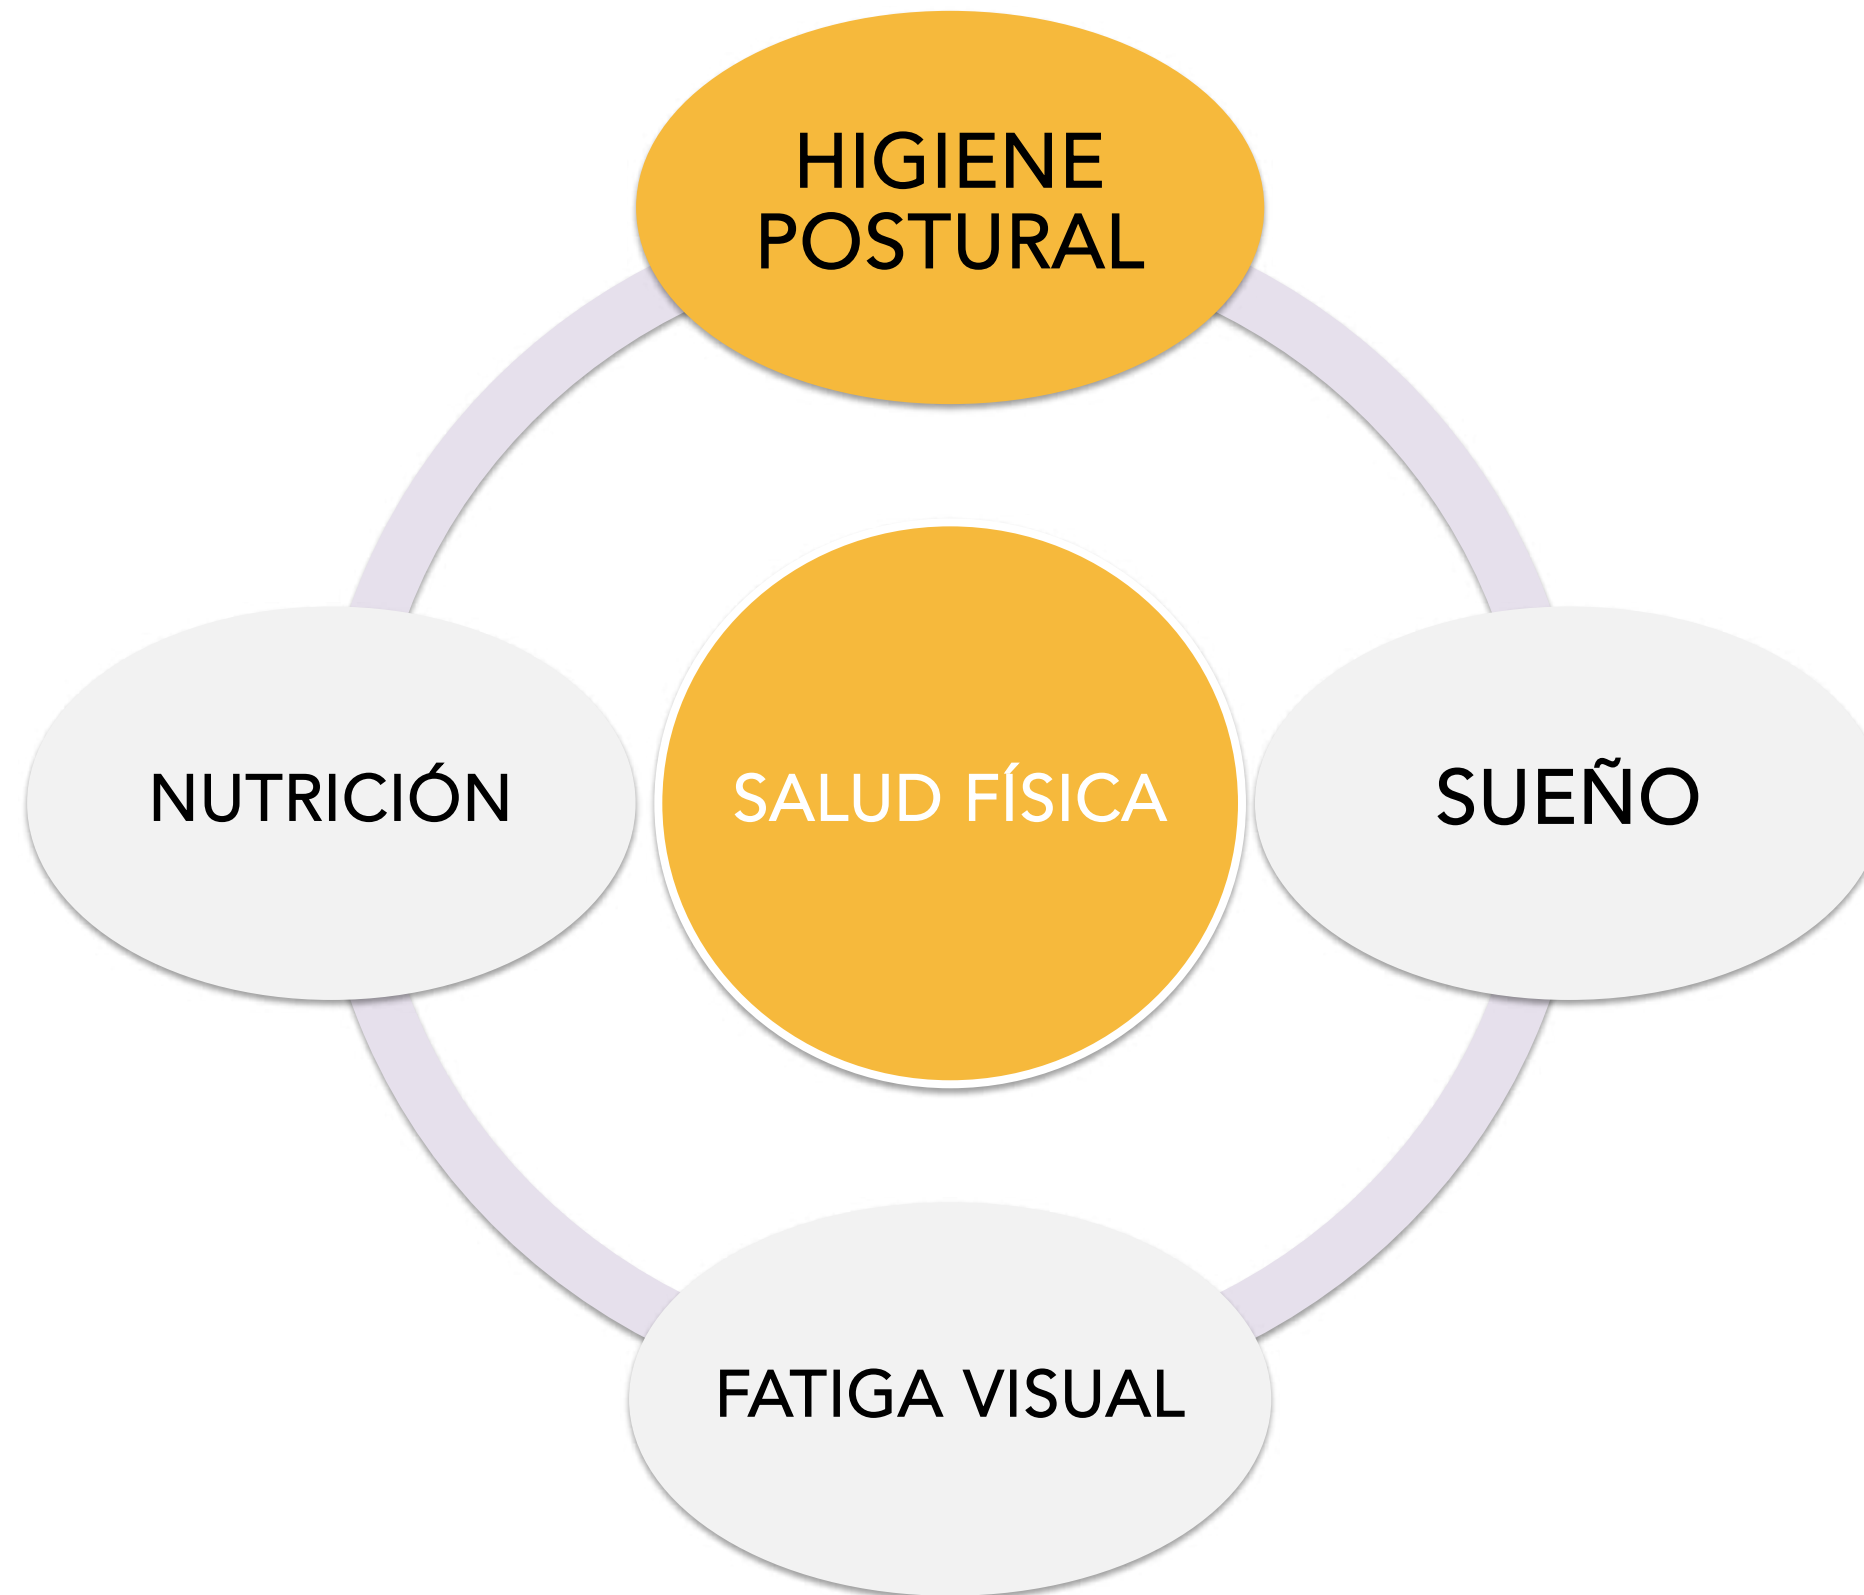 HIGIENE
POSTURAL
NUTRICIÓN
SALUD FÍSICA
SUEÑO
FATIGA VISUAL